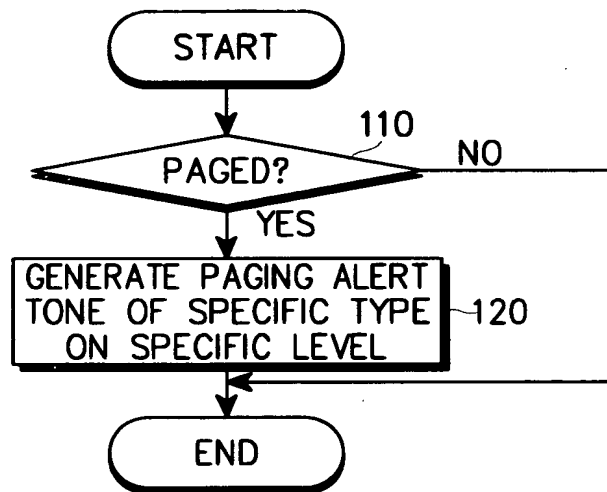 START
110
PAGED?
NO
YES
GENERATE PAGING ALERT
TONE OF SPECIFIC TYPE
ON SPECIFIC LEVEL
120
END